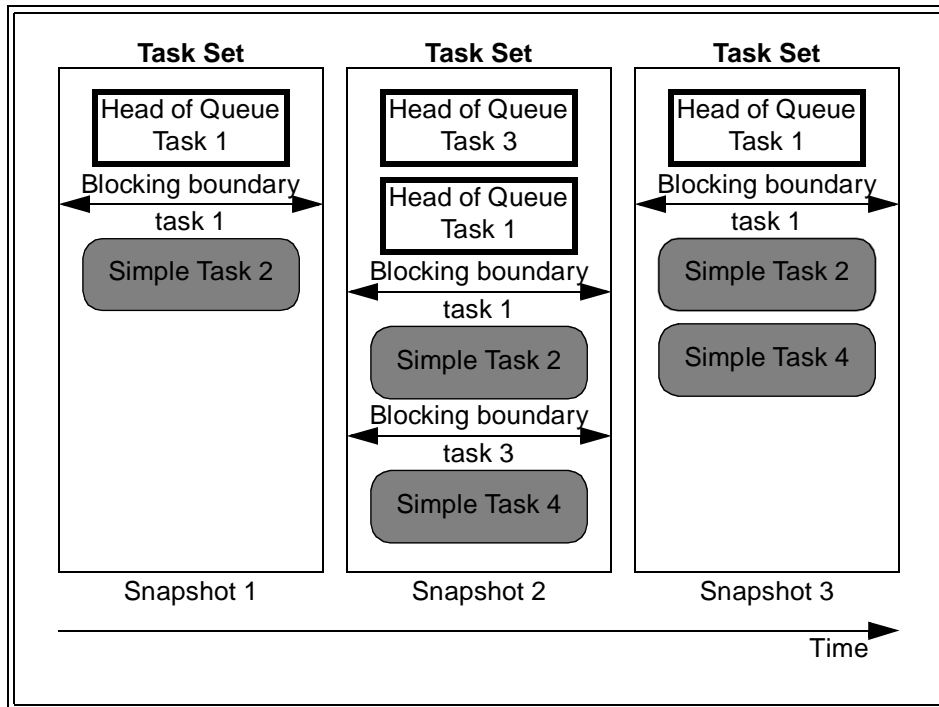 Task Set
Head of Queue
Task 1
Blocking boundary
task 1
Simple Task 2
Snapshot 1
Task Set
Head of Queue
Task 3
Head of Queue
Task 1
Blocking boundary
task 1
Simple Task 2
Blocking boundary
task 3
Simple Task 4
Snapshot 2
Task Set
Head of Queue
Task 1
Blocking boundary
task 1
Simple Task 2
Simple Task 4
Snapshot 3
Time